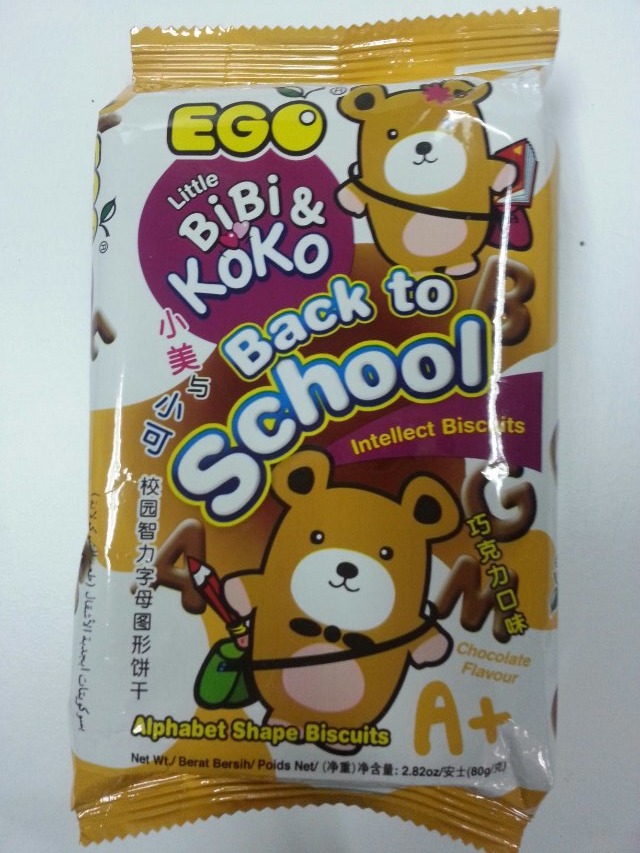 EGO
®
Little
BiBi &
KoKo
小美与小可
Back to
School
Intellect Biscuits
校园智力字母图形饼干
巧克力口味
Chocolate
Flavour
A+
Alphabet Shape Biscuits
Net Wt./ Berat Bersih/ Poids Net/ (净重) 净含量: 2.82oz/安士(80g/克)
B
G
A
M